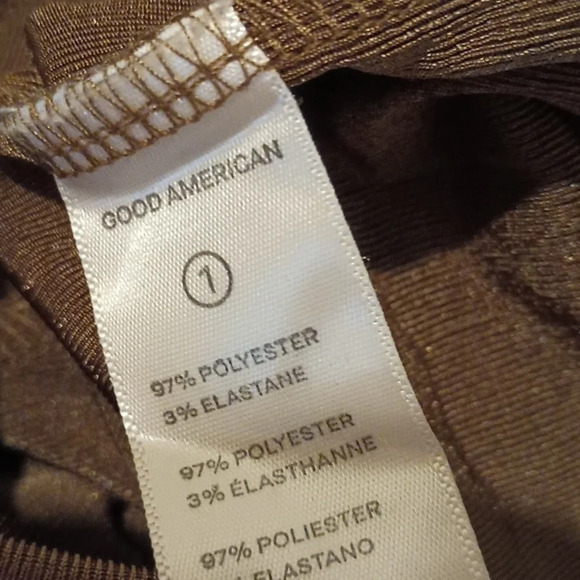 GOOD AMERICAN
1
97% POLYESTER
3% ELASTANE
97% POLYESTER
3% ÉLASTHANNE
97% POLIESTER
ELASTANO